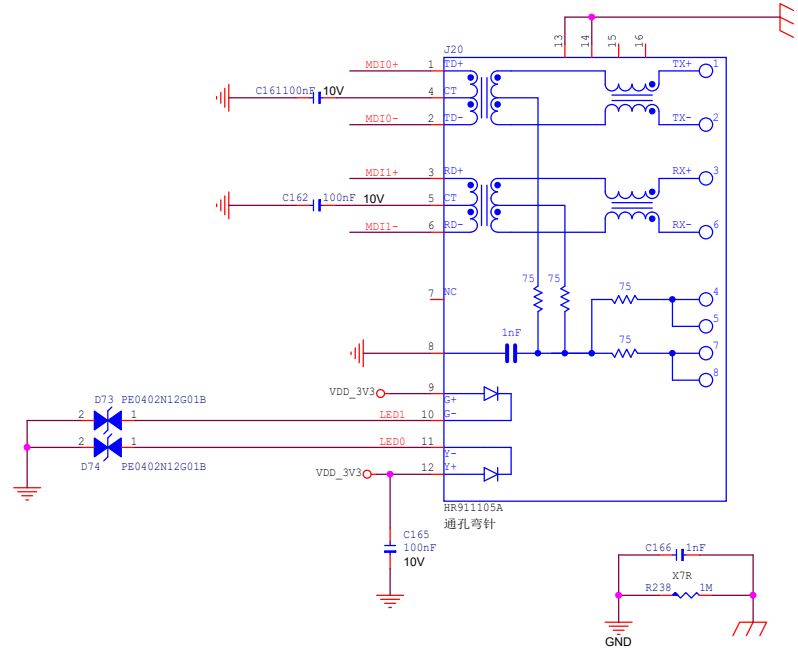 13
14
15
16
J20
MDI0+ 1 TD+ TX+ 1
C161100nF 10V 4 CT
MDI0- 2 TD- TX- 2
MDI1+ 3 RD+ RX+ 3
C162 100nF 10V 5 CT
MDI1- 6 RD- RX- 6
75 75
75 4
7 NC
5
1nF 75
8 7
8
VDD_3V3 9 G+
D73 PE0402N12G01B
2 1 LED1 10 G-
2 1 LED0 11 Y-
D74 PE0402N12G01B
VDD_3V3 12 Y+
HR911105A
通孔弯针
C165
100nF
10V
C166 1nF
X7R
R238 1M
GND